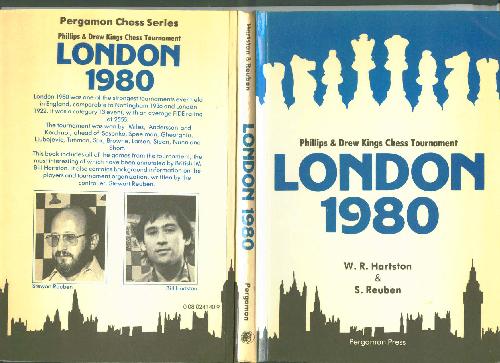 Pergamon Chess Series
Phillips & Drew Kings Chess Tournament
LONDON
1980
London 1980 was one of the strongest tournaments ever held
in England, comparable to Nottingham 1936 and London
1922. It was a category 13 event, with an average FIDE rating
of 2555.
The tournament was won by Miles, Andersson and
Korchnoi, ahead of Sosonko, Speelman, Gheorghiu,
Ljubojevic, Timman, Sax, Browne, Larsen, Stean, Nunn and
Short.
This book includes all of the games from the tournament, the
most interesting of which have been annotated by British IM,
Bill Hartston. It also contains background information on the
players and tournament organization, written by the
controller, Stewart Reuben.
Stewart Reuben
Bill Hartston
Hartston & Reuben
LONDON 1980
Pergamon
Phillips & Drew Kings Chess Tournament
LONDON
1980
W. R. Hartston
&
S. Reuben
Pergamon Press